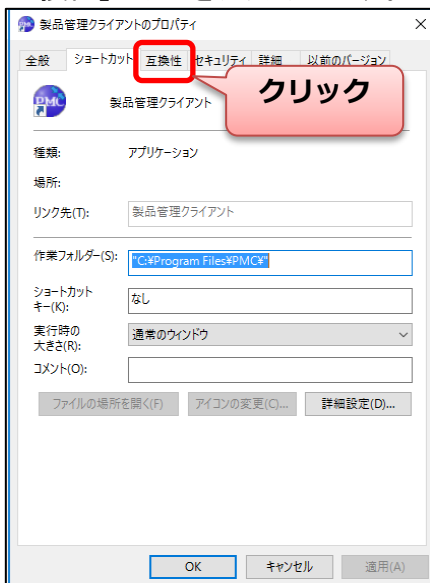 製品管理クライアントのプロパティ
全般 ショートカット 互換性 セキュリティ 詳細 以前のバージョン
クリック
PMC 製品管理クライアント
種類: アプリケーション
場所:
リンク先(T): 製品管理クライアント
作業フォルダー(S): "C:¥Program Files¥PMC¥"
ショートカット
キー(K): なし
実行時の
大きさ(R): 通常のウィンドウ
コメント(O):
ファイルの場所を開く(F) アイコンの変更(C)... 詳細設定(D)...
OK キャンセル 適用(A)